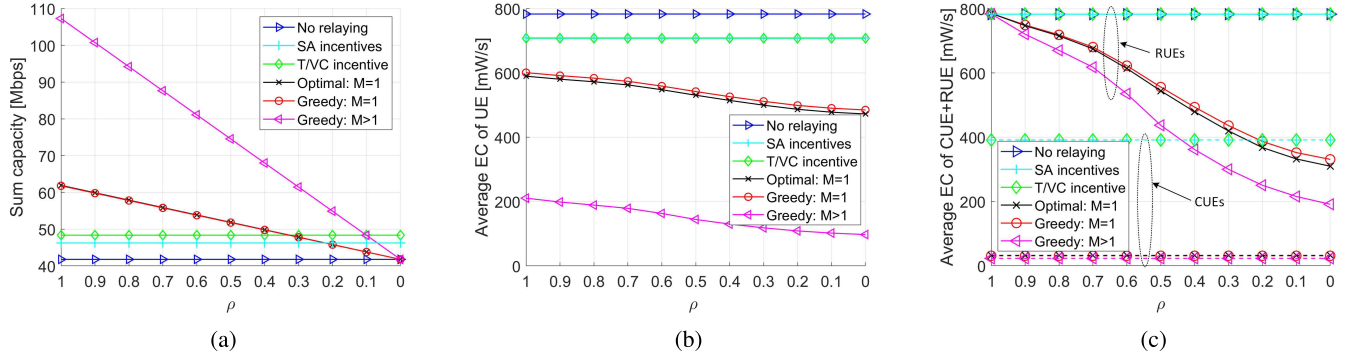 Sum capacity [Mbps]
110
100
90
80
70
60
50
40
No relaying
SA incentives
T/VC incentive
Optimal: M=1
Greedy: M=1
Greedy: M>1
1 0.9 0.8 0.7 0.6 0.5 0.4 0.3 0.2 0.1 0
ρ
(a)
Average EC of UE [mW/s]
800
600
400
200
0
No relaying
SA incentives
T/VC incentive
Optimal: M=1
Greedy: M=1
Greedy: M>1
1 0.9 0.8 0.7 0.6 0.5 0.4 0.3 0.2 0.1 0
ρ
(b)
Average EC of CUE+RUE [mW/s]
800
600
400
200
0
RUEs
No relaying
SA incentives
T/VC incentive
Optimal: M=1
Greedy: M=1
Greedy: M>1
CUEs
1 0.9 0.8 0.7 0.6 0.5 0.4 0.3 0.2 0.1 0
ρ
(c)